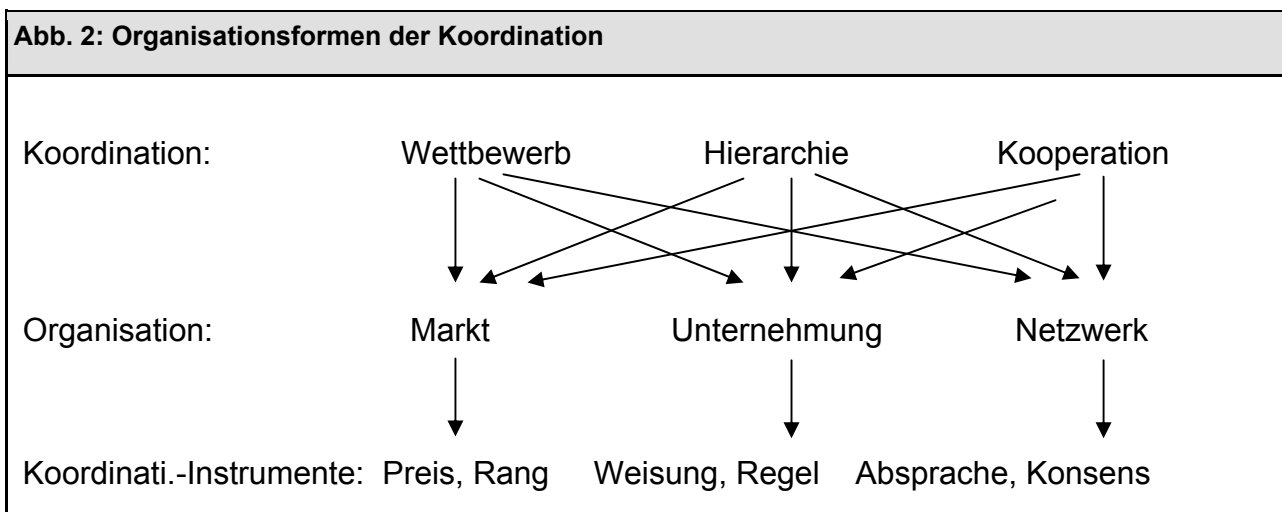 Abb. 2: Organisationsformen der Koordination
Koordination: Wettbewerb Hierarchie Kooperation
Organisation: Markt Unternehmung Netzwerk
Koordinati.-Instrumente: Preis, Rang Weisung, Regel Absprache, Konsens